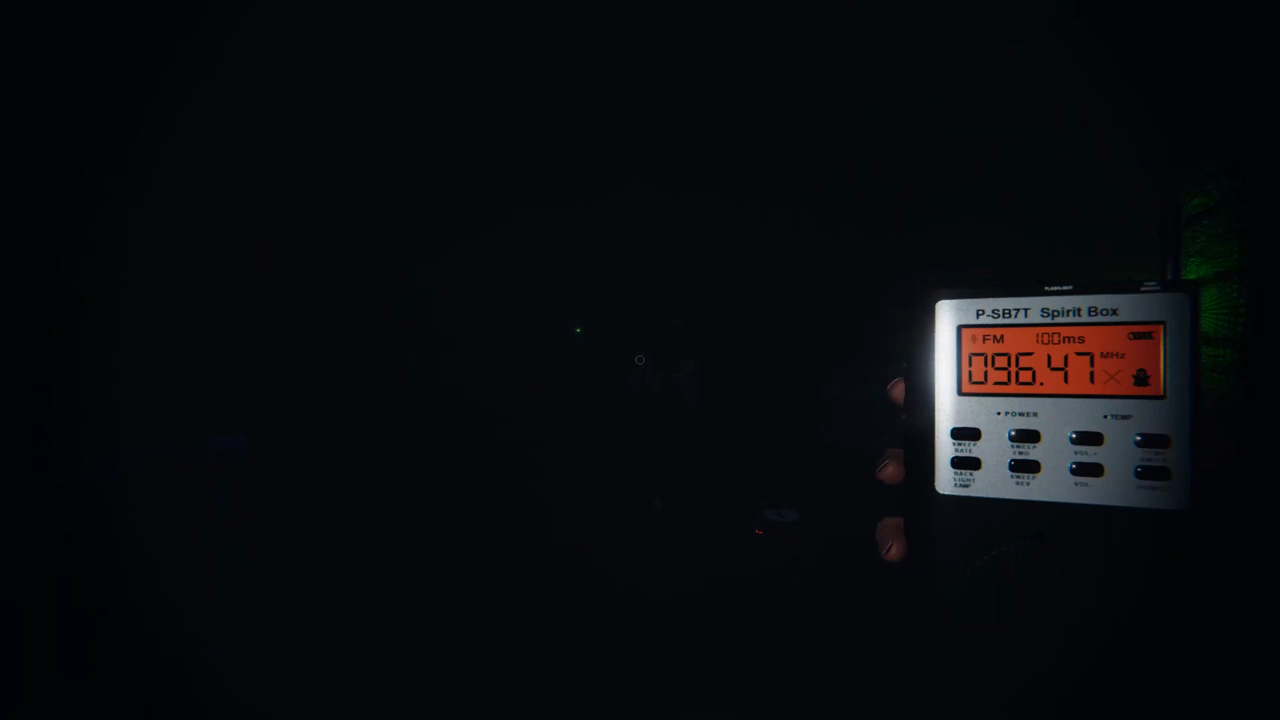 FLASHLIGHT
P-SB7T Spirit Box
FM 100ms
096.47 MHz
POWER
TEMP
SWEEP RATE
SWEEP FWD
VOL.+
BACK LIGHT /LAMP
SWEEP REV
VOL.-